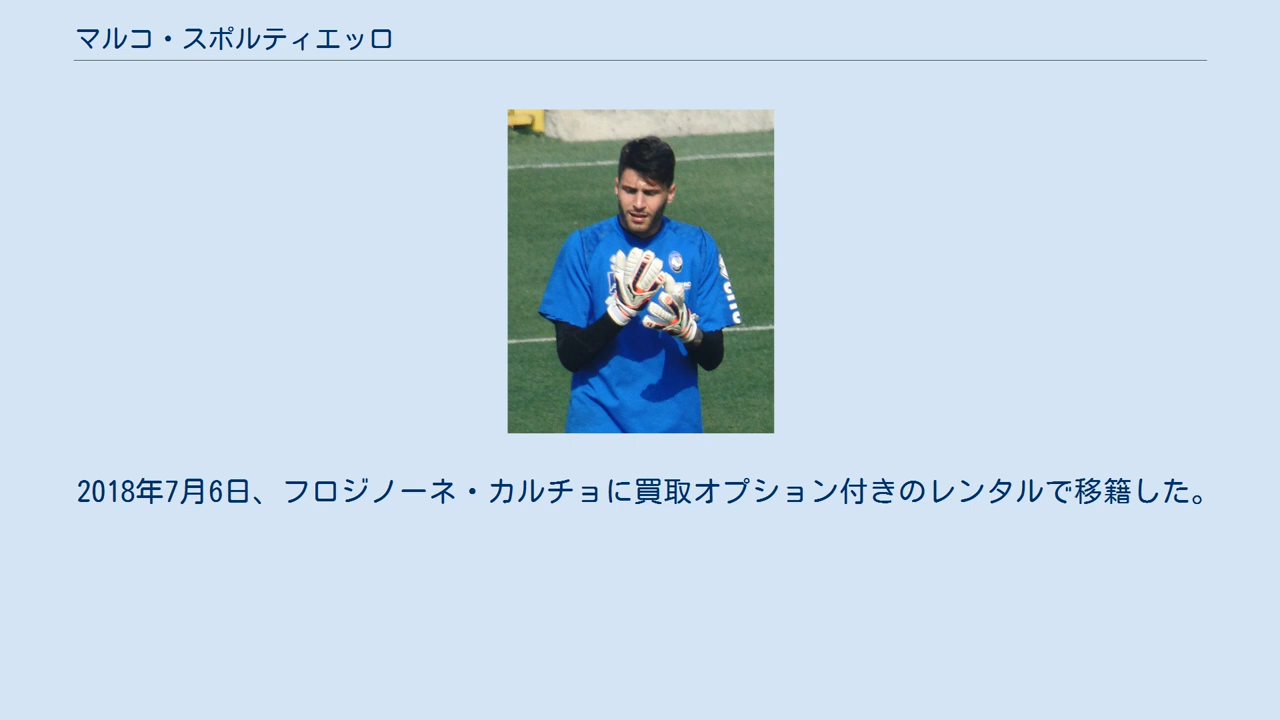 マルコ・スポルティエッロ
2018年7月6日、フロジノーネ・カルチョに買取オプション付きのレンタルで移籍した。